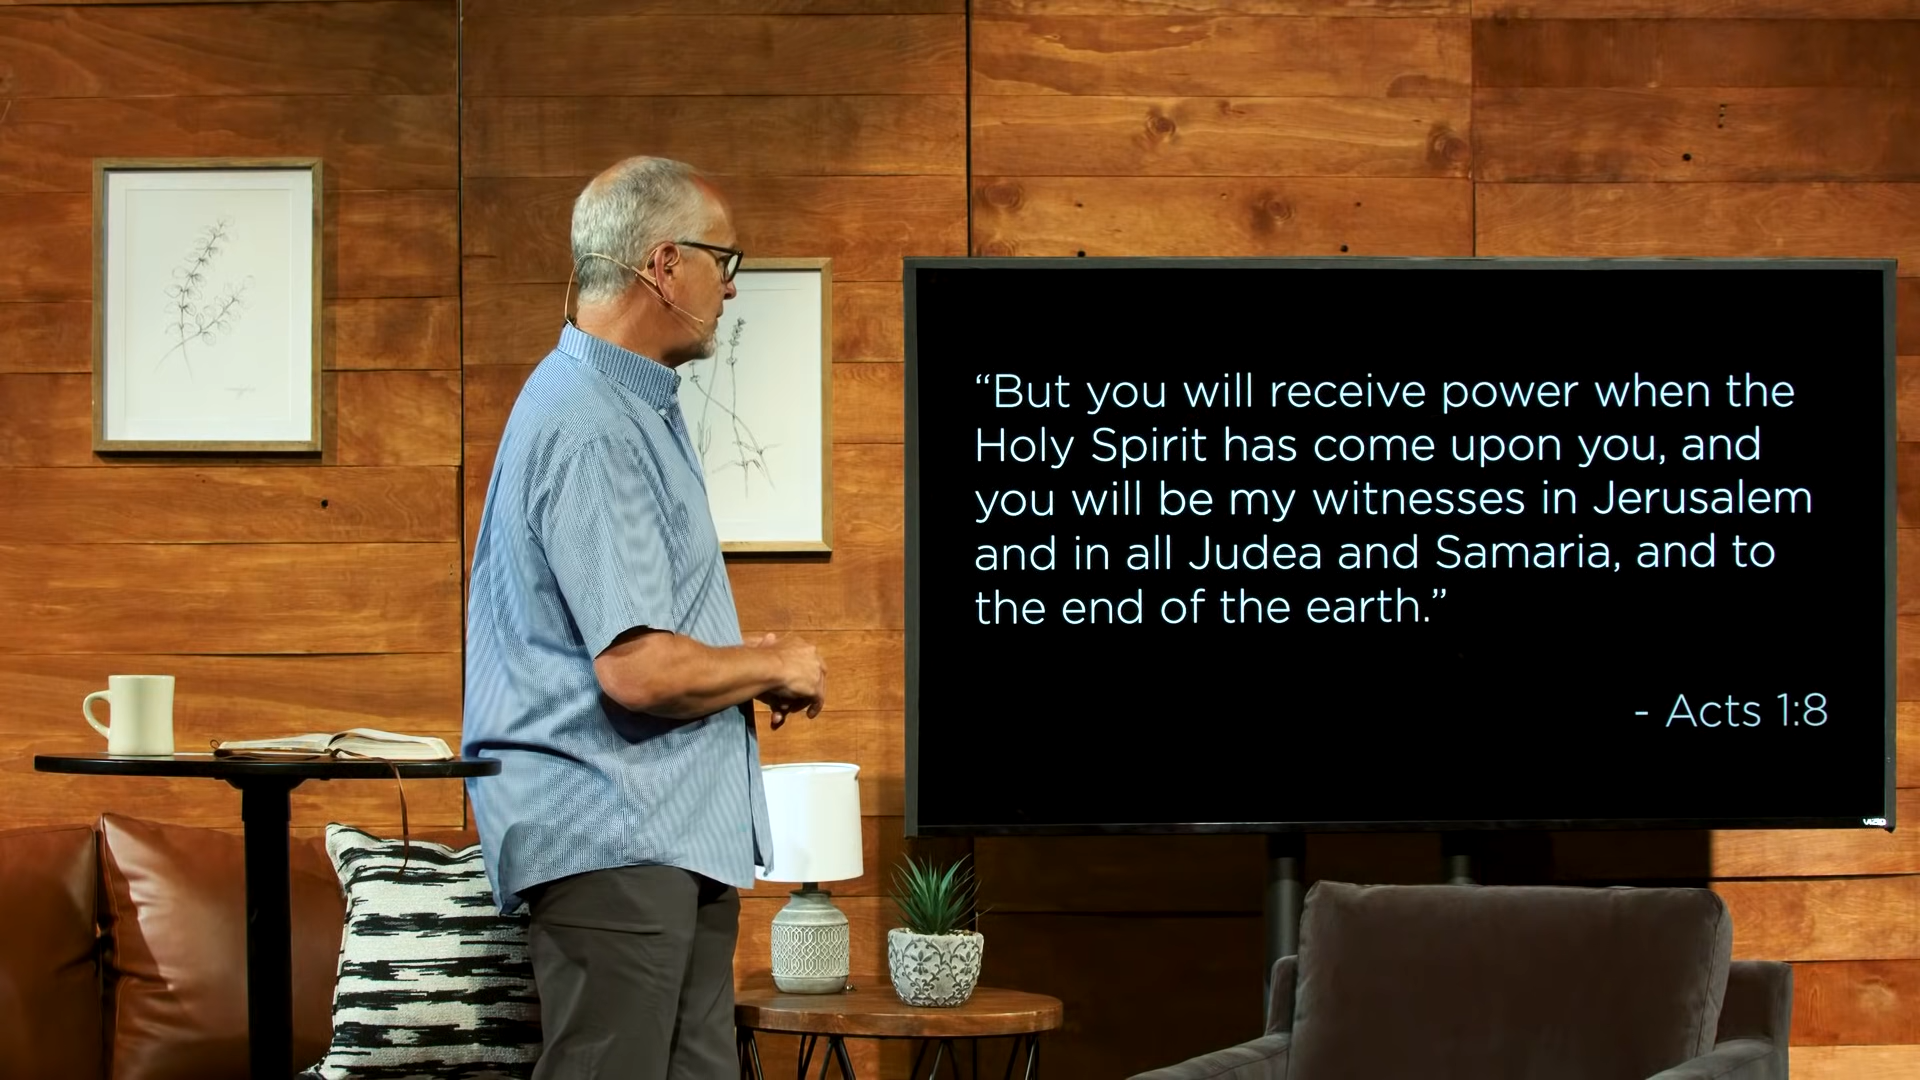 “But you will receive power when the
Holy Spirit has come upon you, and
you will be my witnesses in Jerusalem
and in all Judea and Samaria, and to
the end of the earth.”
- Acts 1:8
VIZIO